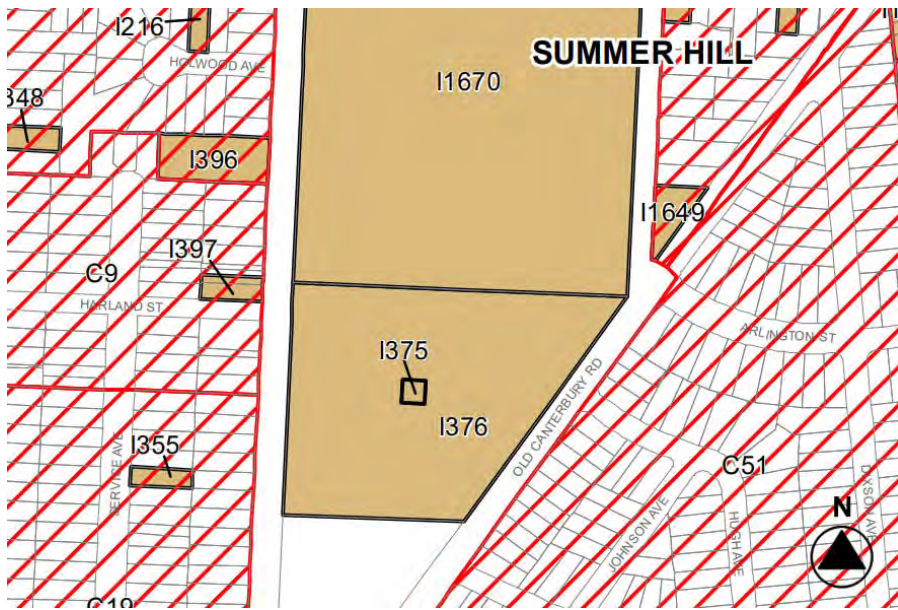 I216
HOLWOOD AVE
SUMMER HILL
I1670
I396
I1649
I397
C9
HARLAND ST
ARLINGTON ST
I375
OLD CANTERBURY RD
I376
I355
SERVICE AVE
C51
DIXSON AVE
JOHNSON AVE
HUGH AVE
N
C19